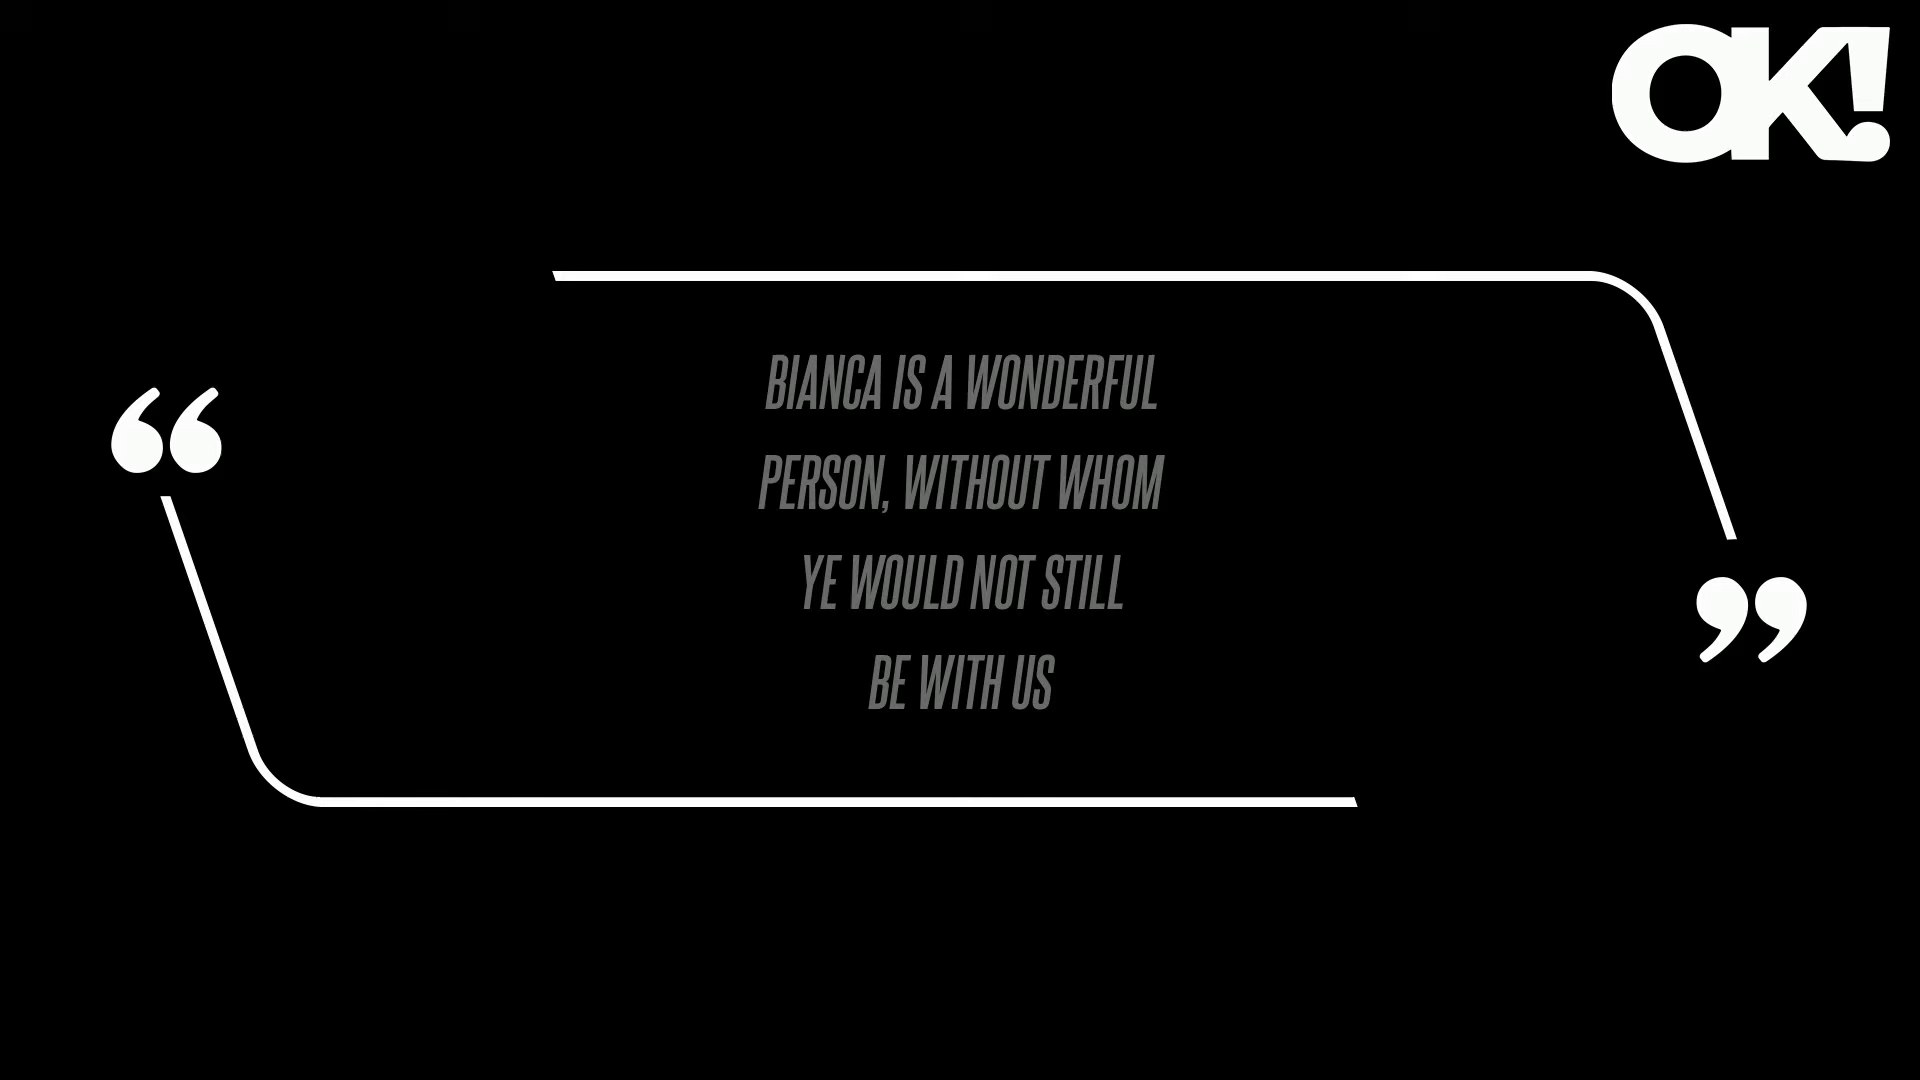 OK!
BIANCA IS A WONDERFUL
PERSON, WITHOUT WHOM
YE WOULD NOT STILL
BE WITH US